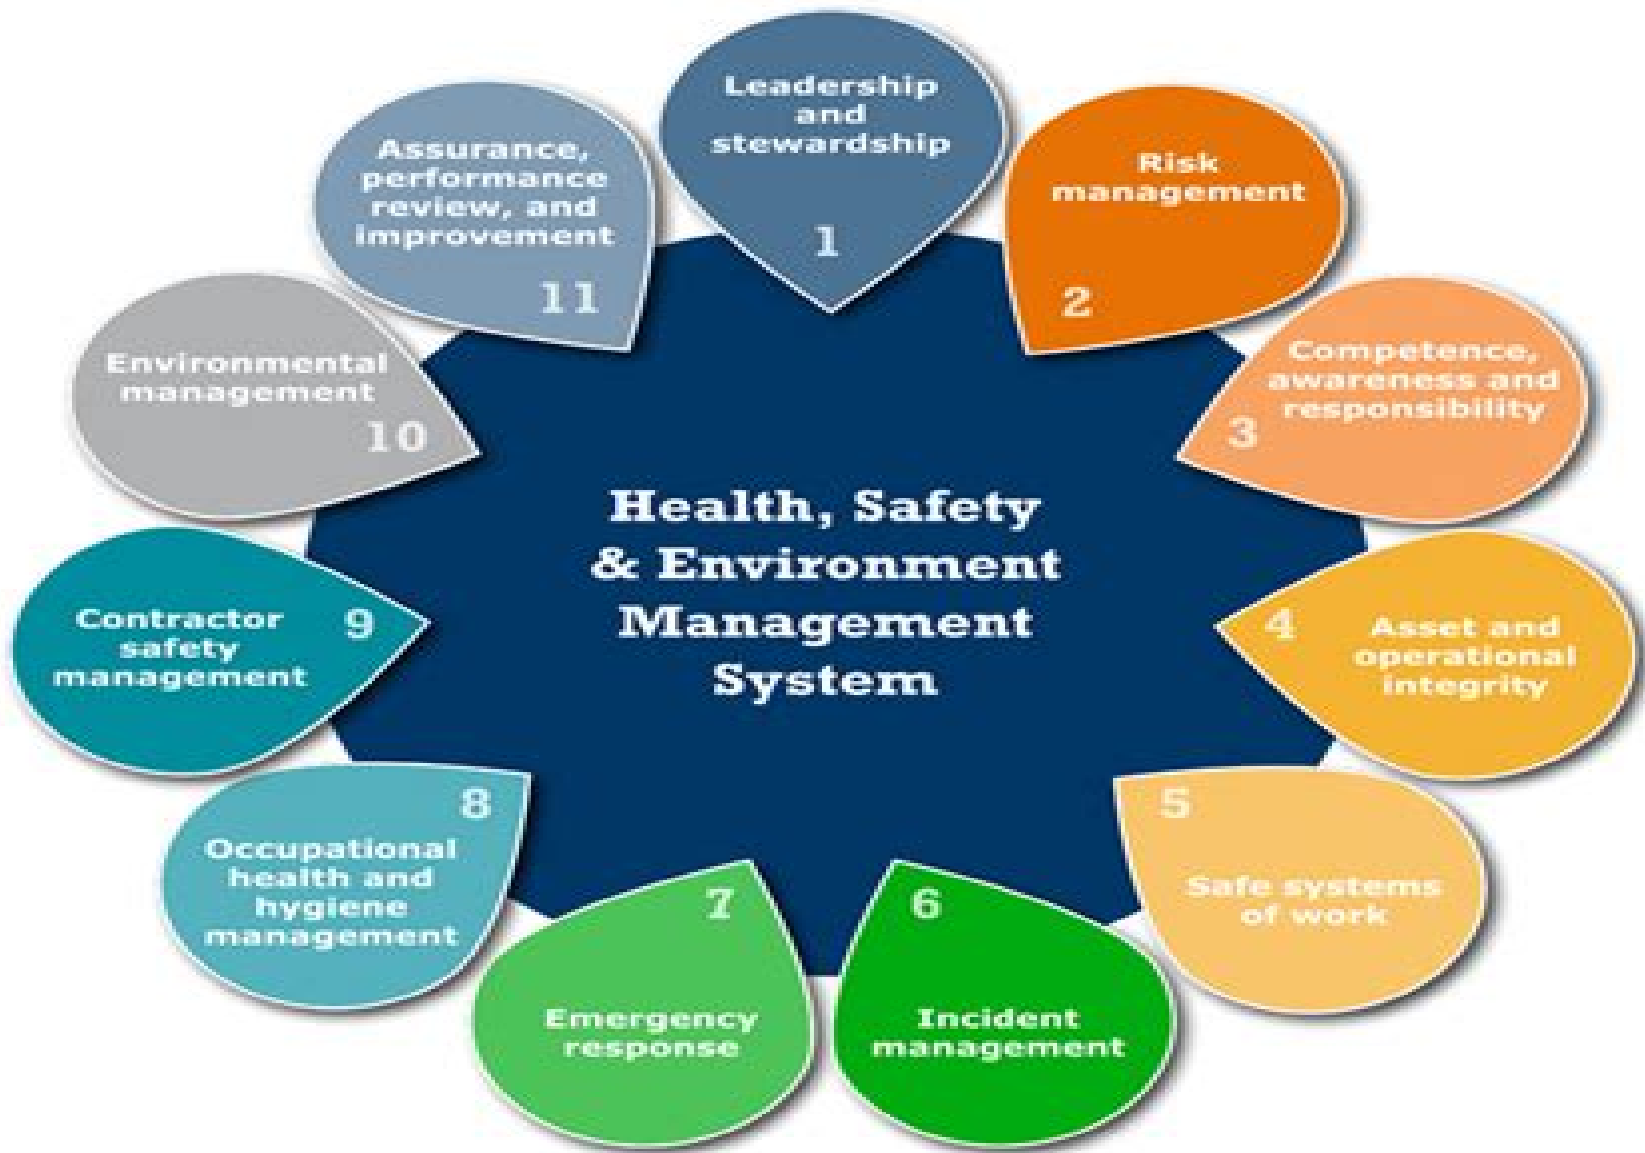 Leadership
and
stewardship
1
Risk
management
2
Competence,
awareness and
responsibility
3
4
Asset and
operational
integrity
5
Safe systems
of work
6
Incident
management
7
Emergency
response
8
Occupational
health and
hygiene
management
9
Contractor
safety
management
Environmental
management
10
Assurance,
performance
review, and
improvement
11
Health, Safety
& Environment
Management
System